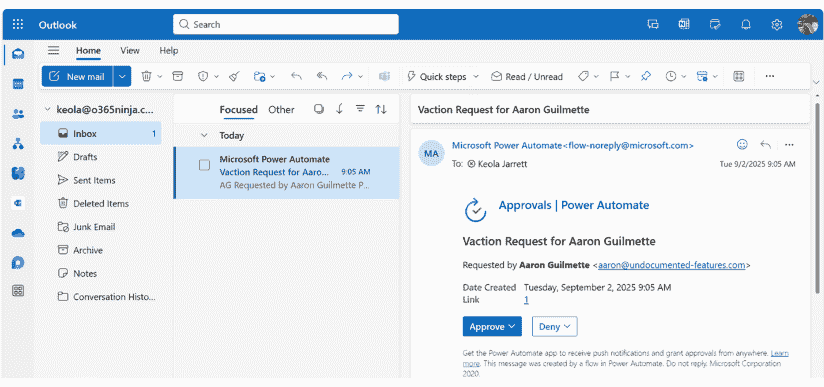 Outlook
Search
Home View Help
New mail
Quick steps
Read / Unread
keola@o365ninja.c...
Inbox 1
Drafts
Sent Items
Deleted Items
Junk Email
Archive
Notes
Conversation Histo...
Focused Other
Today
Microsoft Power Automate
Vaction Request for Aaro... 9:05 AM
AG Requested by Aaron Guilmette P...
Vaction Request for Aaron Guilmette
MA
Microsoft Power Automate<flow-noreply@microsoft.com>
To: Keola Jarrett
Tue 9/2/2025 9:05 AM
Approvals | Power Automate
Vaction Request for Aaron Guilmette
Requested by Aaron Guilmette <aaron@undocumented-features.com>
Date Created Tuesday, September 2, 2025 9:05 AM
Link 1
Approve
Deny
Get the Power Automate app to receive push notifications and grant approvals from anywhere. Learn
more. This message was created by a flow in Power Automate. Do not reply. Microsoft Corporation
2020.